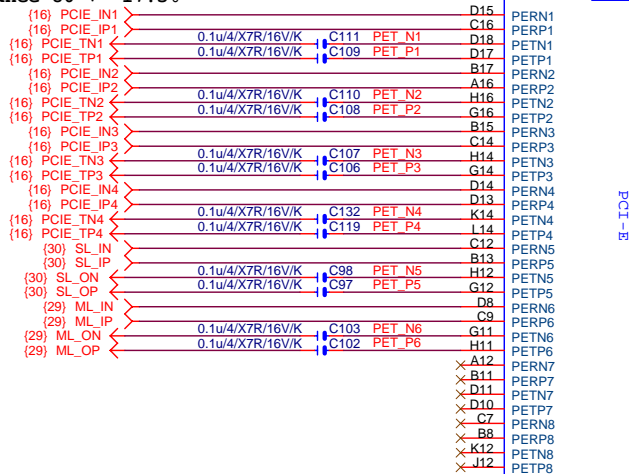 {16} PCIE_IN1 D15 PERN1
{16} PCIE_IP1 C16 PERP1
{16} PCIE_TN1 0.1u/4/X7R/16V/K C111 PET_N1 D18 PETN1
{16} PCIE_TP1 0.1u/4/X7R/16V/K C109 PET_P1 D17 PETP1
{16} PCIE_IN2 B17 PERN2
{16} PCIE_IP2 A16 PERP2
{16} PCIE_TN2 0.1u/4/X7R/16V/K C110 PET_N2 H16 PETN2
{16} PCIE_TP2 0.1u/4/X7R/16V/K C108 PET_P2 G16 PETP2
{16} PCIE_IN3 B15 PERN3
{16} PCIE_IP3 C14 PERP3
{16} PCIE_TN3 0.1u/4/X7R/16V/K C107 PET_N3 H14 PETN3
{16} PCIE_TP3 0.1u/4/X7R/16V/K C106 PET_P3 G14 PETP3
{16} PCIE_IN4 D14 PERN4
{16} PCIE_IP4 D13 PERP4
{16} PCIE_TN4 0.1u/4/X7R/16V/K C132 PET_N4 K14 PETN4
{16} PCIE_TP4 0.1u/4/X7R/16V/K C119 PET_P4 L14 PETP4
{30} SL_IN C12 PERN5
{30} SL_IP B13 PERP5
{30} SL_ON 0.1u/4/X7R/16V/K C98 PET_N5 H12 PETN5
{30} SL_OP 0.1u/4/X7R/16V/K C97 PET_P5 G12 PETP5
{29} ML_IN D8 PERN6
{29} ML_IP C9 PERP6
{29} ML_ON 0.1u/4/X7R/16V/K C103 PET_N6 G11 PETN6
{29} ML_OP 0.1u/4/X7R/16V/K C102 PET_P6 H11 PETP6
A12 PERN7
B11 PERP7
D11 PETN7
D10 PETP7
C7 PERN8
B8 PERP8
K12 PETN8
J12 PETP8
PCI-E